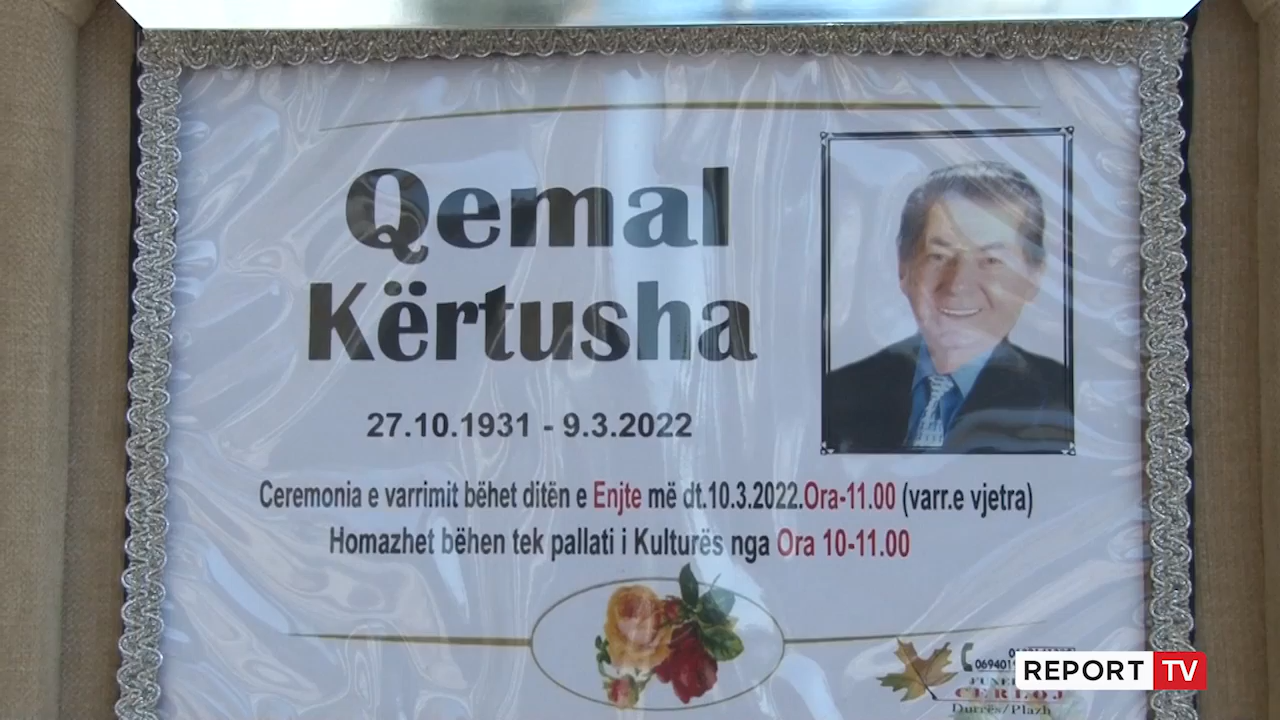 Qemal
Kërtusha
27.10.1931 - 9.3.2022
Ceremonia e varrimit bëhet ditën e Enjte më dt.10.3.2022.Ora-11.00 (varr.e vjetra)
Homazhet bëhen tek pallati i Kulturës nga Ora 10-11.00
REPORT TV
CERLOJ
Durrës/Plazh